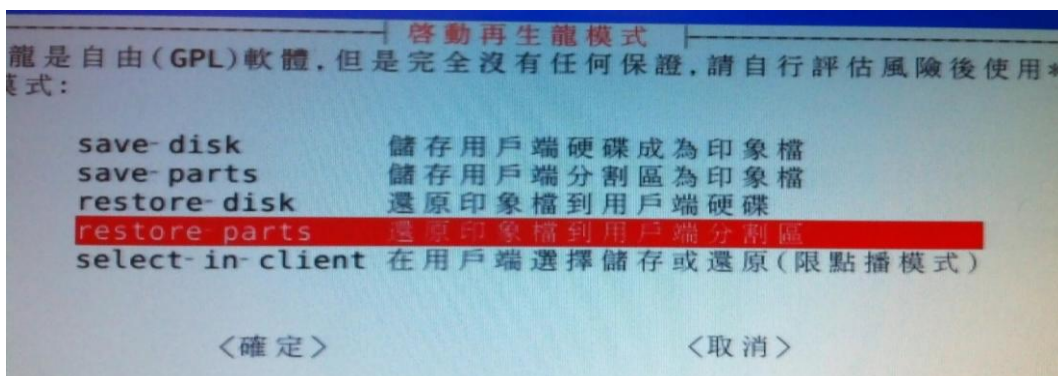 啓動再生龍模式
龍是自由(GPL)軟體,但是完全沒有任何保證,請自行評估風險後使用*
模式:
save-disk 儲存用戶端硬碟成為印象檔
save-parts 儲存用戶端分割區為印象檔
restore-disk 還原印象檔到用戶端硬碟
restore-parts 還原印象檔到用戶端分割區
select-in-client 在用戶端選擇儲存或還原(限點播模式)
<確定> <取消>